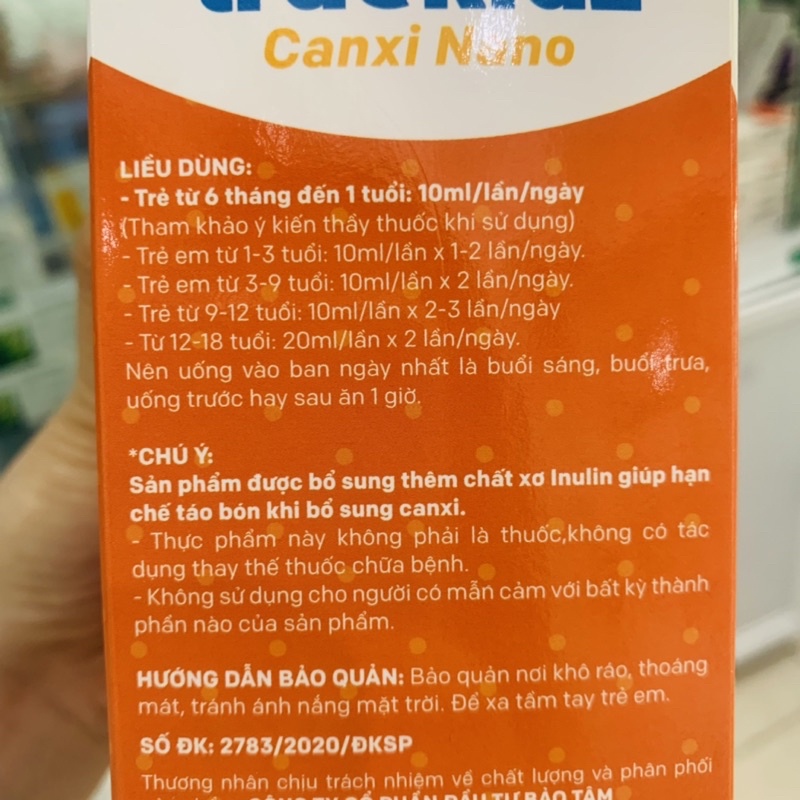 Canxi Nano
LIỀU DÙNG:
- Trẻ từ 6 tháng đến 1 tuổi: 10ml/lần/ngày
(Tham khảo ý kiến thầy thuốc khi sử dụng)
- Trẻ em từ 1-3 tuổi: 10ml/lần x 1-2 lần/ngày.
- Trẻ em từ 3-9 tuổi: 10ml/lần x 2 lần/ngày.
- Trẻ từ 9-12 tuổi: 10ml/lần x 2-3 lần/ngày
- Từ 12-18 tuổi: 20ml/lần x 2 lần/ngày.
Nên uống vào ban ngày nhất là buổi sáng, buổi trưa,
uống trước hay sau ăn 1 giờ.
*CHÚ Ý:
Sản phẩm được bổ sung thêm chất xơ Inulin giúp hạn
chế táo bón khi bổ sung canxi.
- Thực phẩm này không phải là thuốc,không có tác
dụng thay thế thuốc chữa bệnh.
- Không sử dụng cho người có mẫn cảm với bất kỳ thành
phần nào của sản phẩm.
HƯỚNG DẪN BẢO QUẢN: Bảo quản nơi khô ráo, thoáng
mát, tránh ánh nắng mặt trời. Để xa tầm tay trẻ em.
SỐ ĐK: 2783/2020/ĐKSP
Thương nhân chịu trách nhiệm về chất lượng và phân phối
CÔNG TY CỔ PHẦN ĐẦU TƯ BẢO TÂM